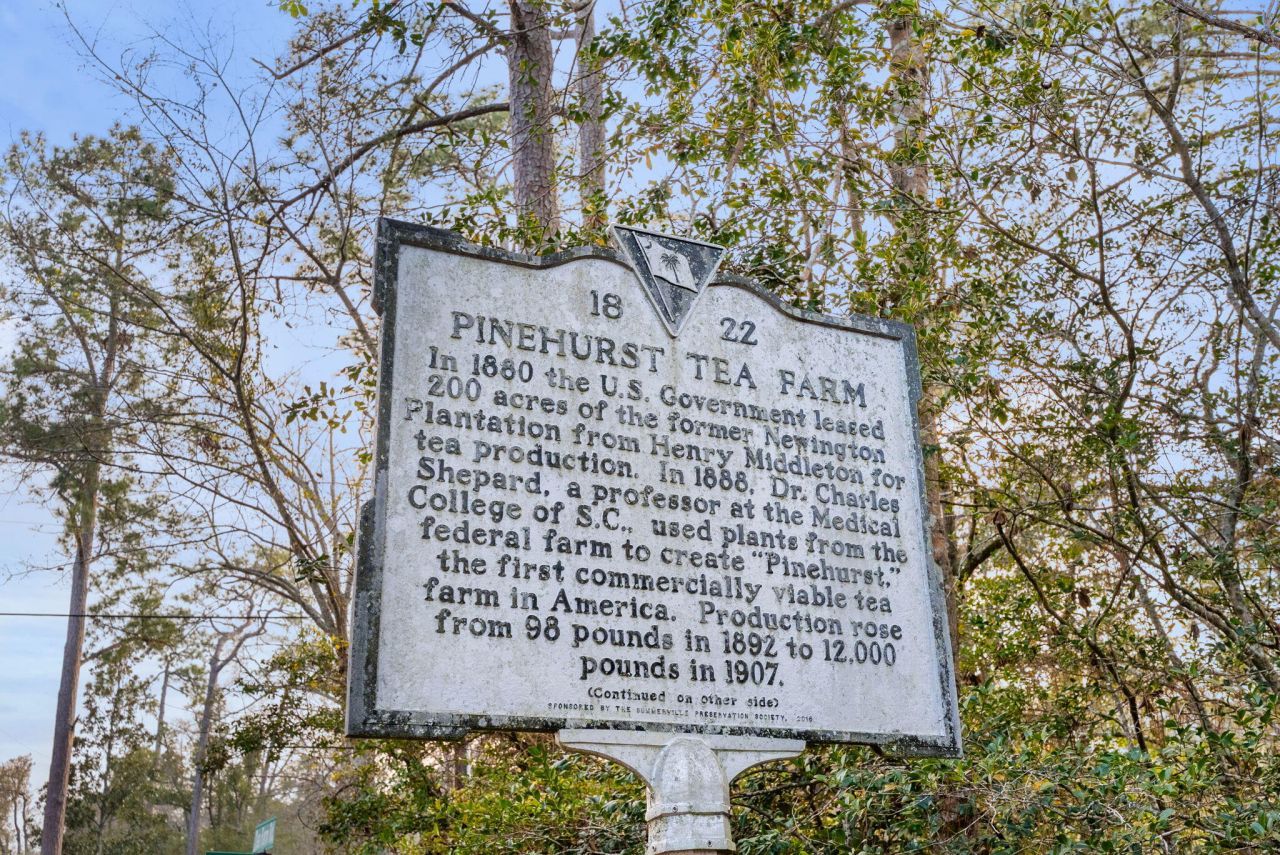 18 22
PINEHURST TEA FARM
In 1880 the U.S. Government leased
200 acres of the former Newington
Plantation from Henry Middleton for
tea production. In 1888, Dr. Charles
Shepard, a professor at the Medical
College of S.C., used plants from the
federal farm to create "Pinehurst,"
the first commercially viable tea
farm in America. Production rose
from 98 pounds in 1892 to 12,000
pounds in 1907.
(Continued on other side)
SPONSORED BY THE SUMMERVILLE PRESERVATION SOCIETY, 2016